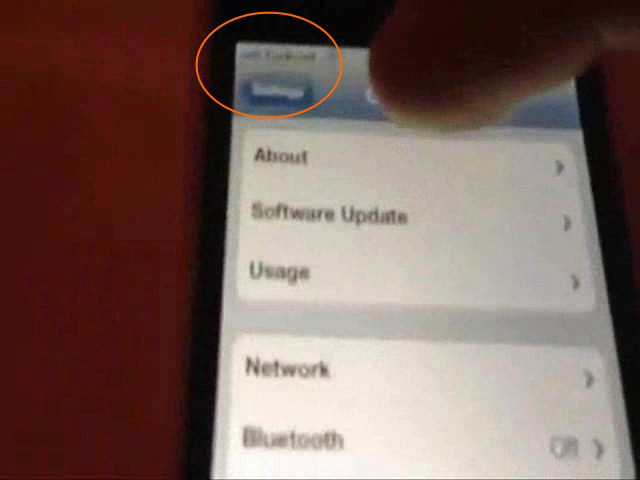 About
Software Update
Usage
Network
Bluetooth Off